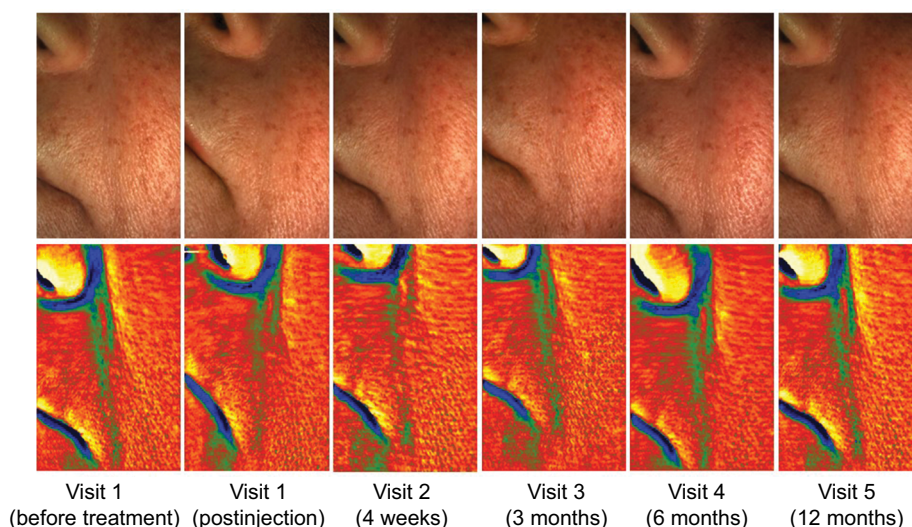 Visit 1
(before treatment)
Visit 1
(postinjection)
Visit 2
(4 weeks)
Visit 3
(3 months)
Visit 4
(6 months)
Visit 5
(12 months)